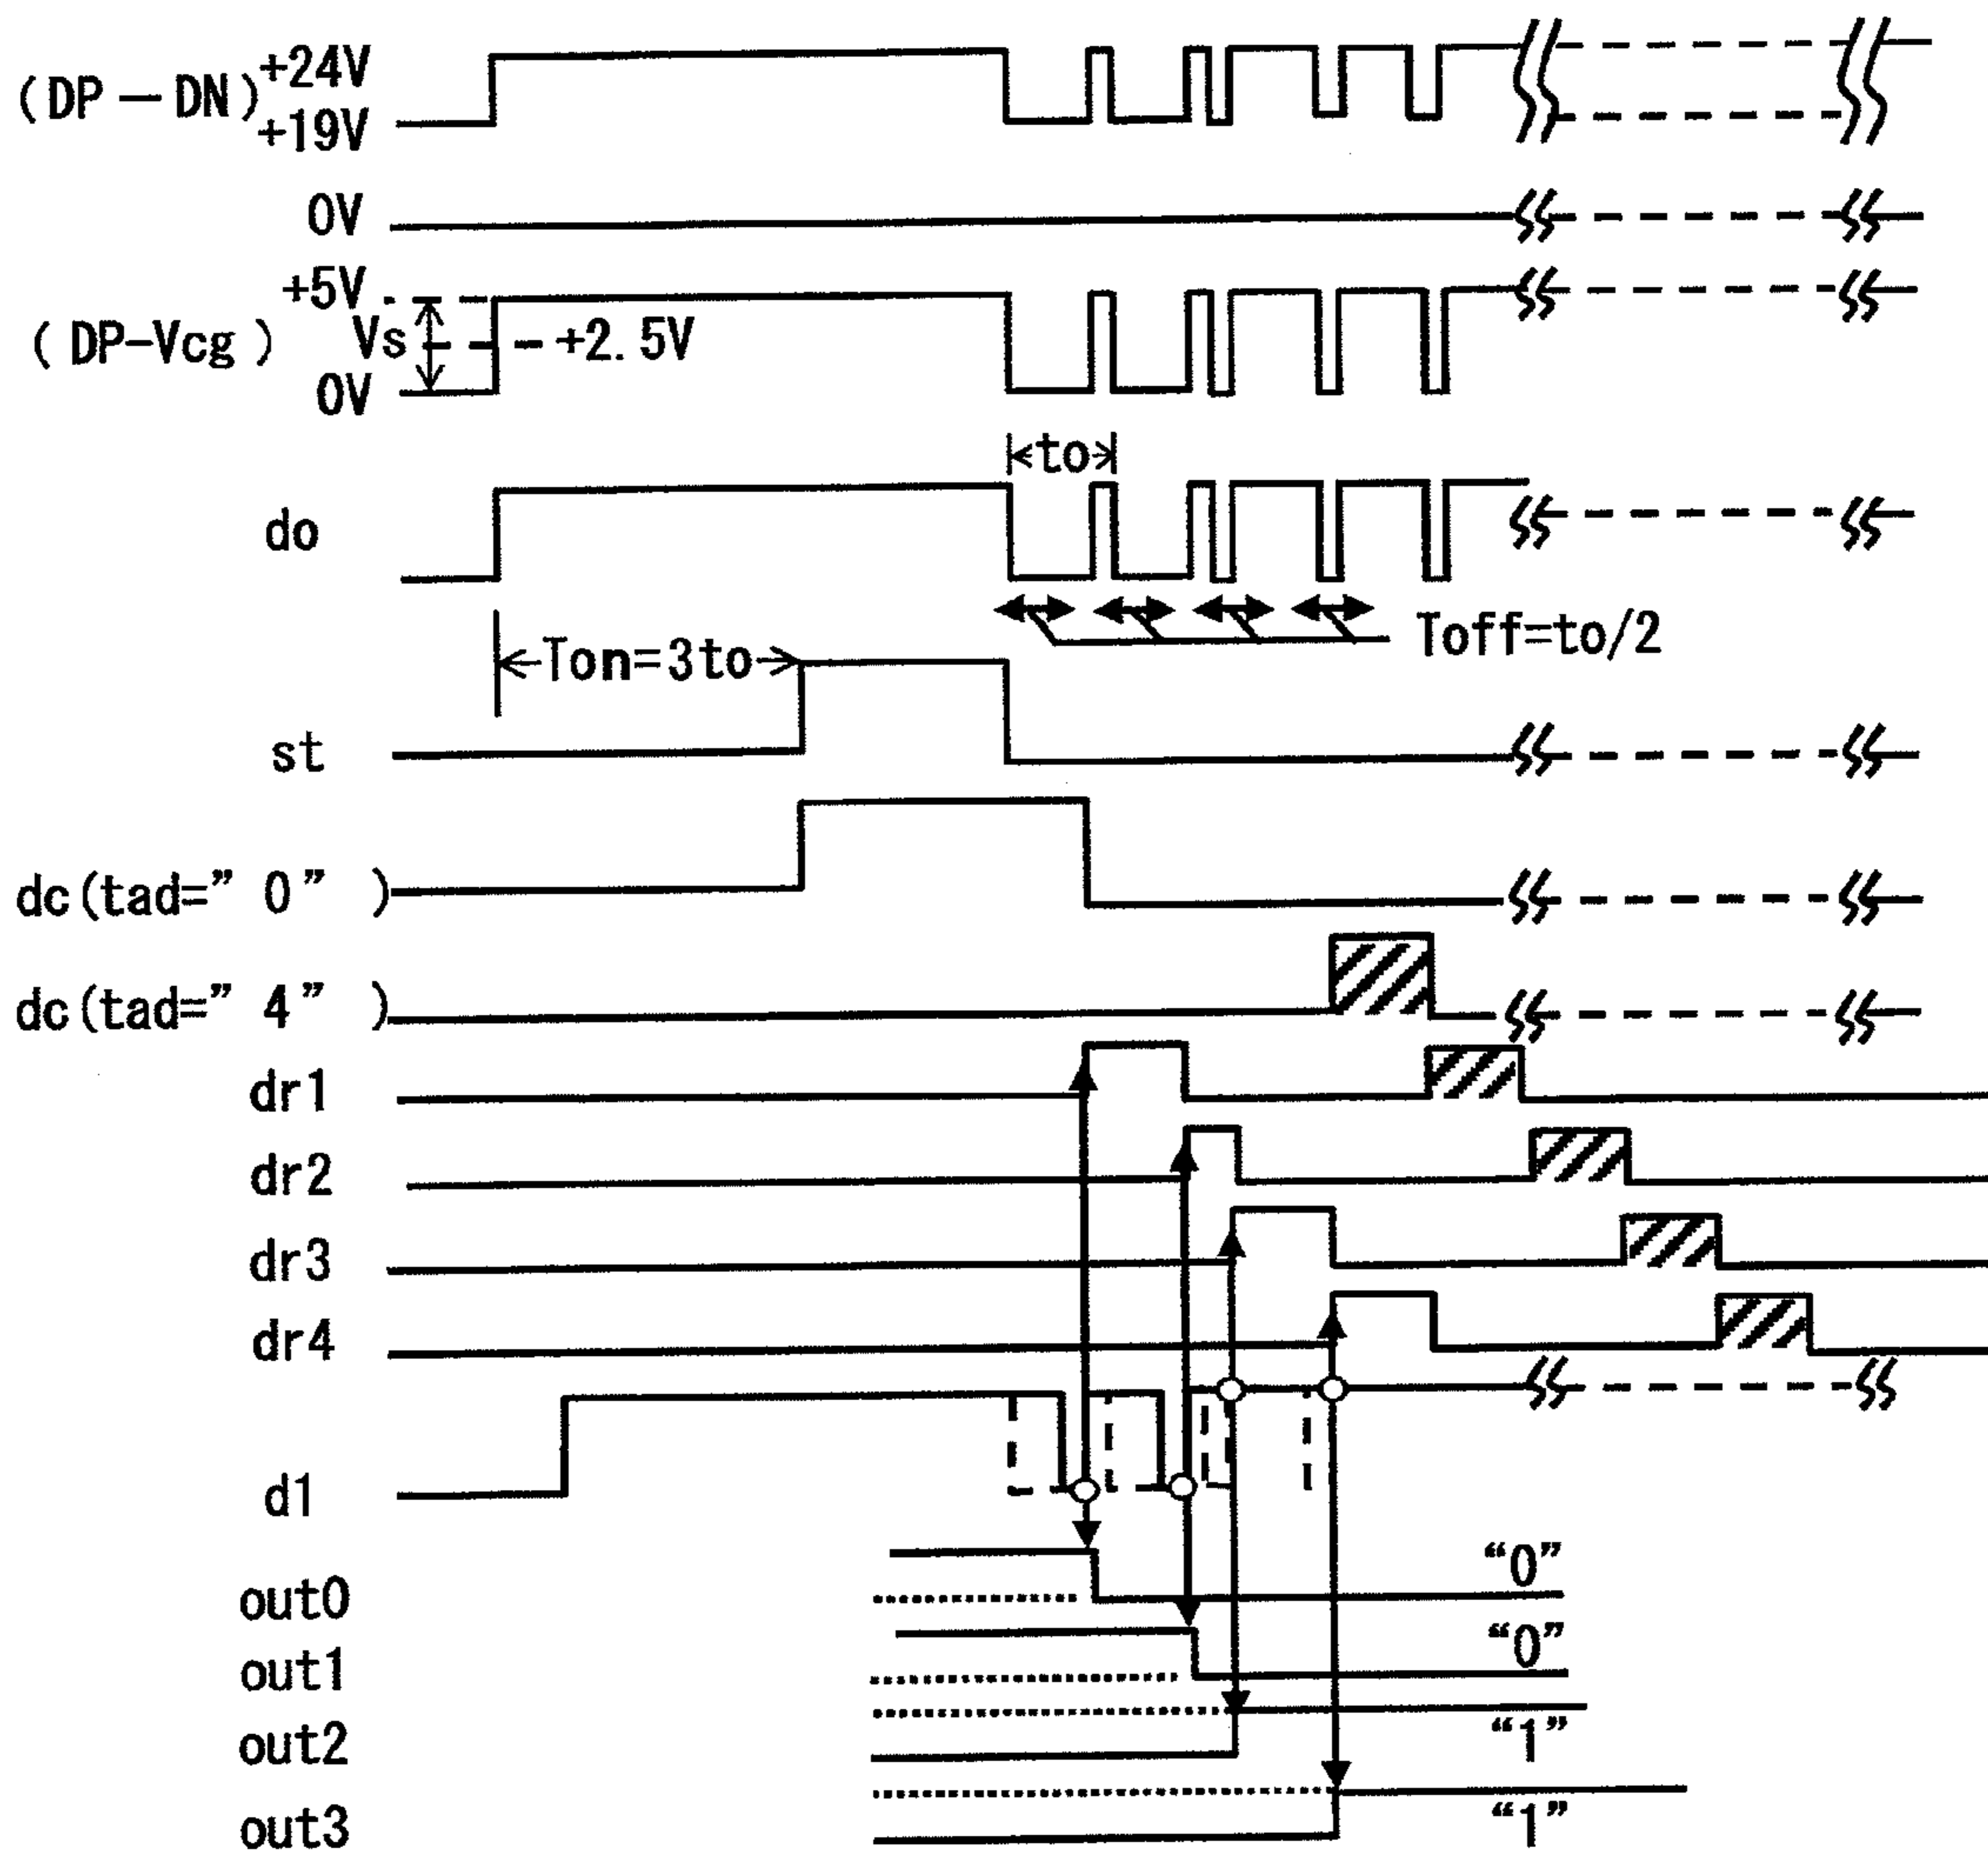 +24V
(DP-DN)
+19V
0V
+5V
(DP-Vcg)
Vs
+2.5V
0V
to
do
Toff=to/2
Ton=3to
st
dc(tad="0")
dc(tad="4")
dr1
dr2
dr3
dr4
d1
"0"
out0
"0"
out1
"1"
out2
"1"
out3